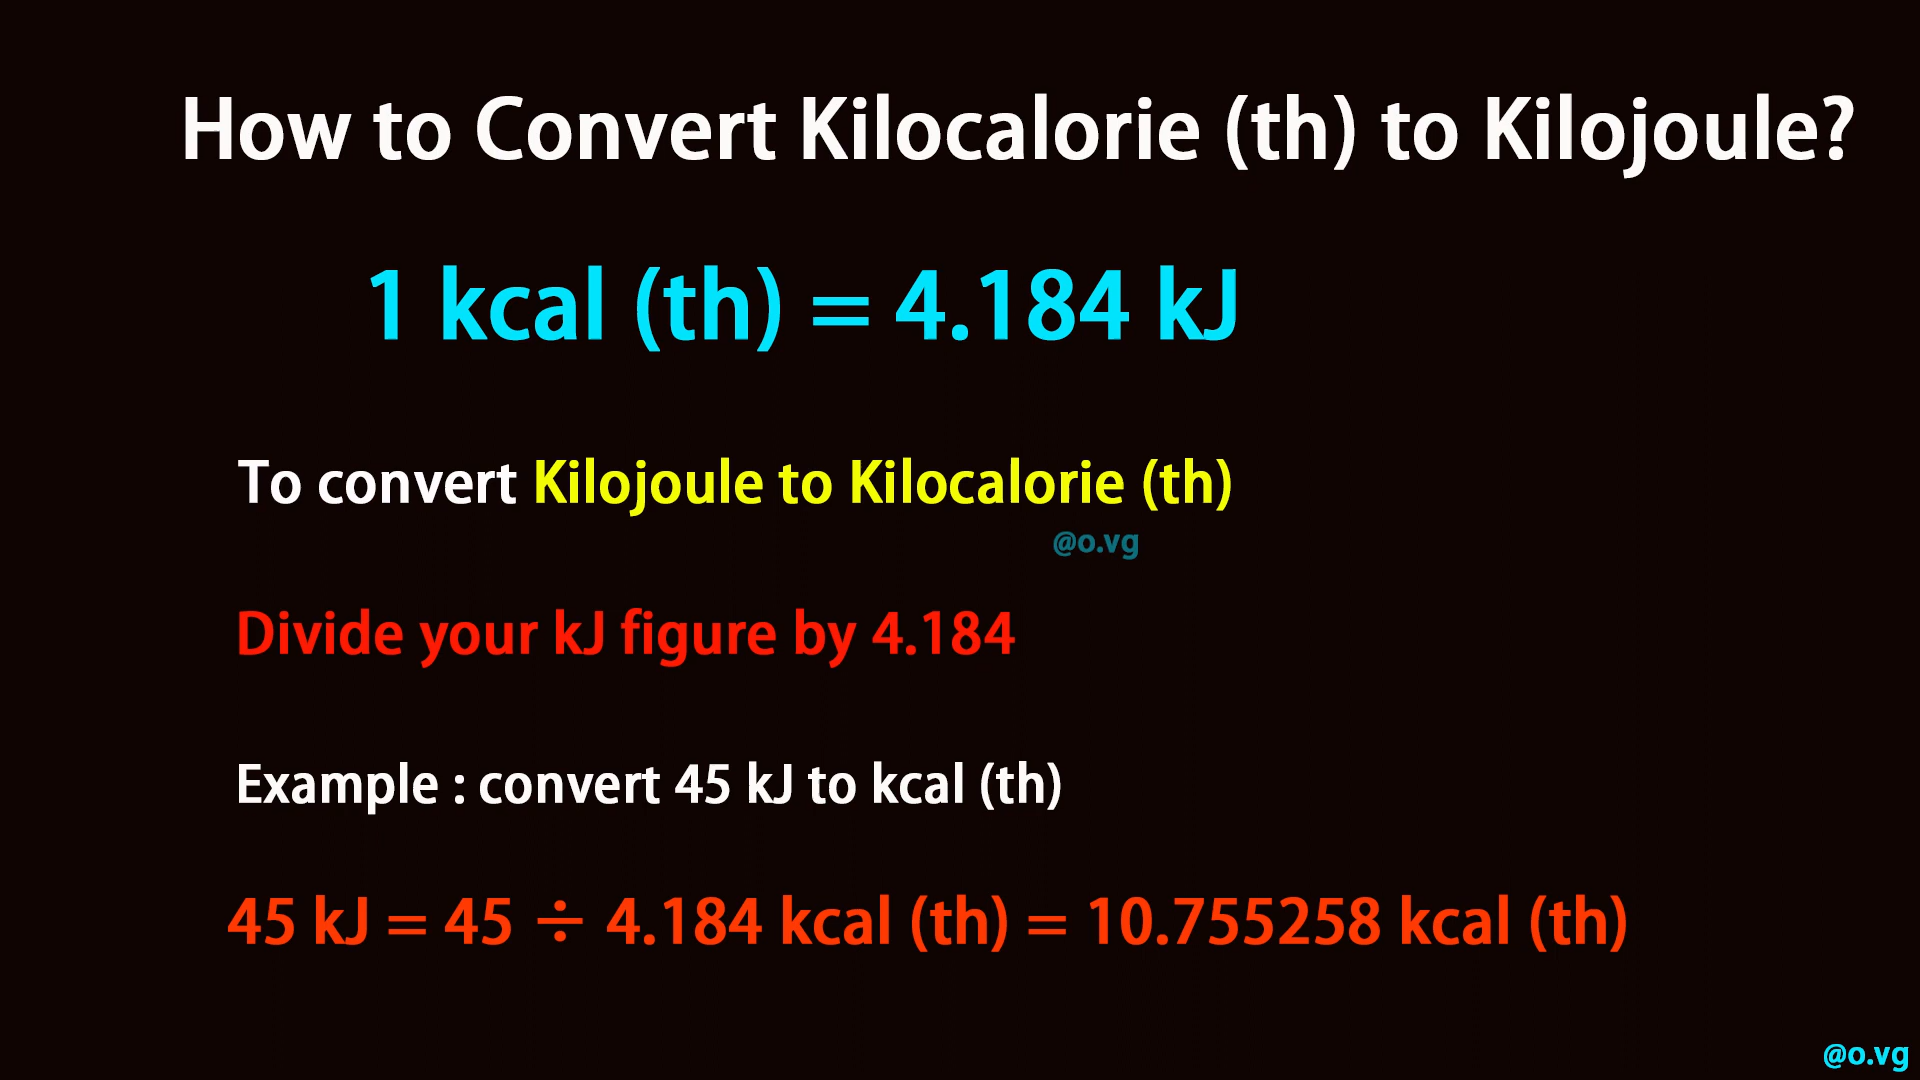 How to Convert Kilocalorie (th) to Kilojoule?
1 kcal (th) = 4.184 kJ
To convert Kilojoule to Kilocalorie (th)
@o.vg
Divide your kJ figure by 4.184
Example : convert 45 kJ to kcal (th)
45 kJ = 45 ÷ 4.184 kcal (th) = 10.755258 kcal (th)
@o.vg